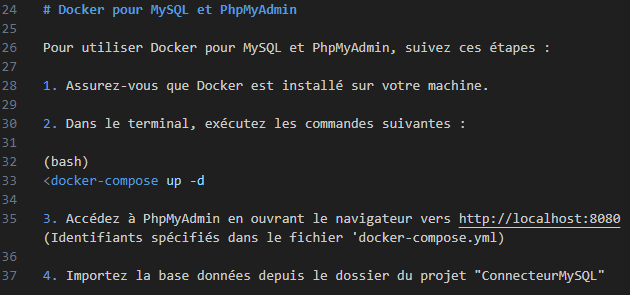 24 # Docker pour MySQL et PhpMyAdmin
25
26 Pour utiliser Docker pour MySQL et PhpMyAdmin, suivez ces étapes :
27
28 1. Assurez-vous que Docker est installé sur votre machine.
29
30 2. Dans le terminal, exécutez les commandes suivantes :
31
32 (bash)
33 <docker-compose up -d
34
35 3. Accédez à PhpMyAdmin en ouvrant le navigateur vers http://localhost:8080
(Identifiants spécifiés dans le fichier 'docker-compose.yml)
36
37 4. Importez la base données depuis le dossier du projet "ConnecteurMySQL"